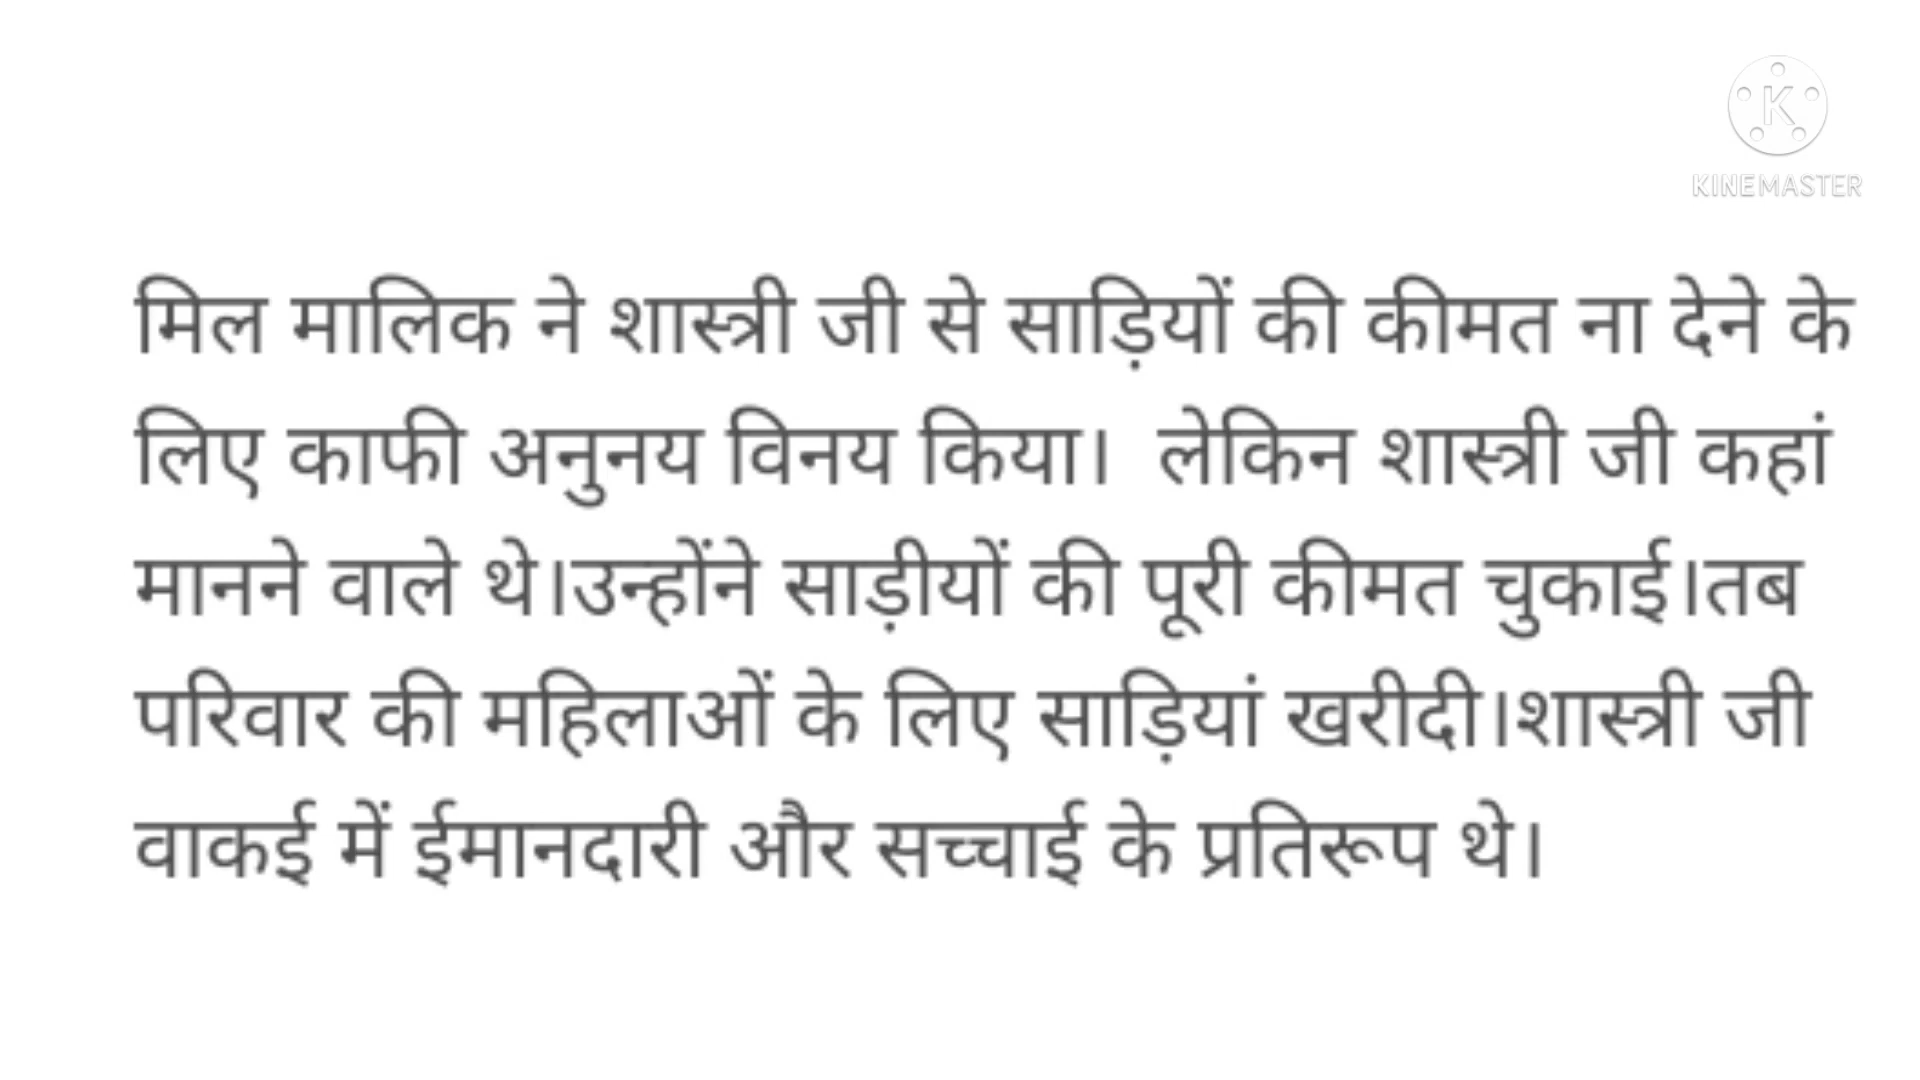 KINEMASTER
मिल मालिक ने शास्त्री जी से साड़ियों की कीमत ना देने के
लिए काफी अनुनय विनय किया।  लेकिन शास्त्री जी कहां
मानने वाले थे।उन्होंने साड़ीयों की पूरी कीमत चुकाई।तब
परिवार की महिलाओं के लिए साड़ियां खरीदी।शास्त्री जी
वाकई में ईमानदारी और सच्चाई के प्रतिरूप थे।